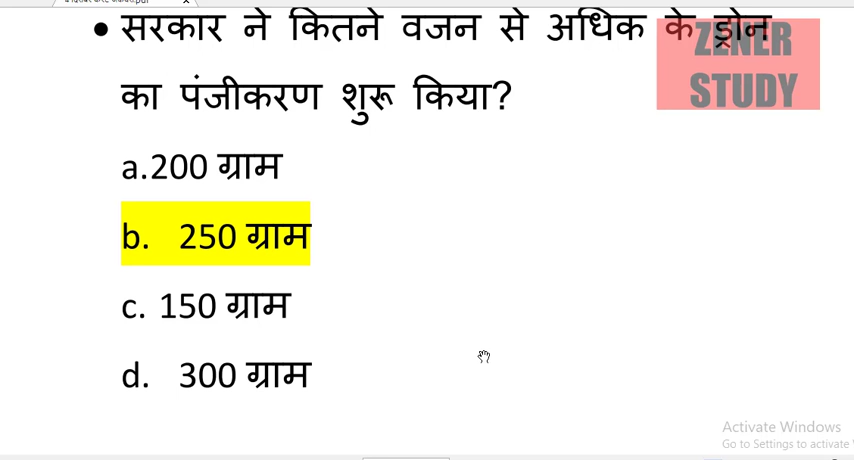 • सरकार ने कितने वजन से अधिक के ड्रोन
का पंजीकरण शुरू किया?
a.200 ग्राम
b. 250 ग्राम
c. 150 ग्राम
d. 300 ग्राम
ZENER
STUDY
Activate Windows
Go to Settings to activate